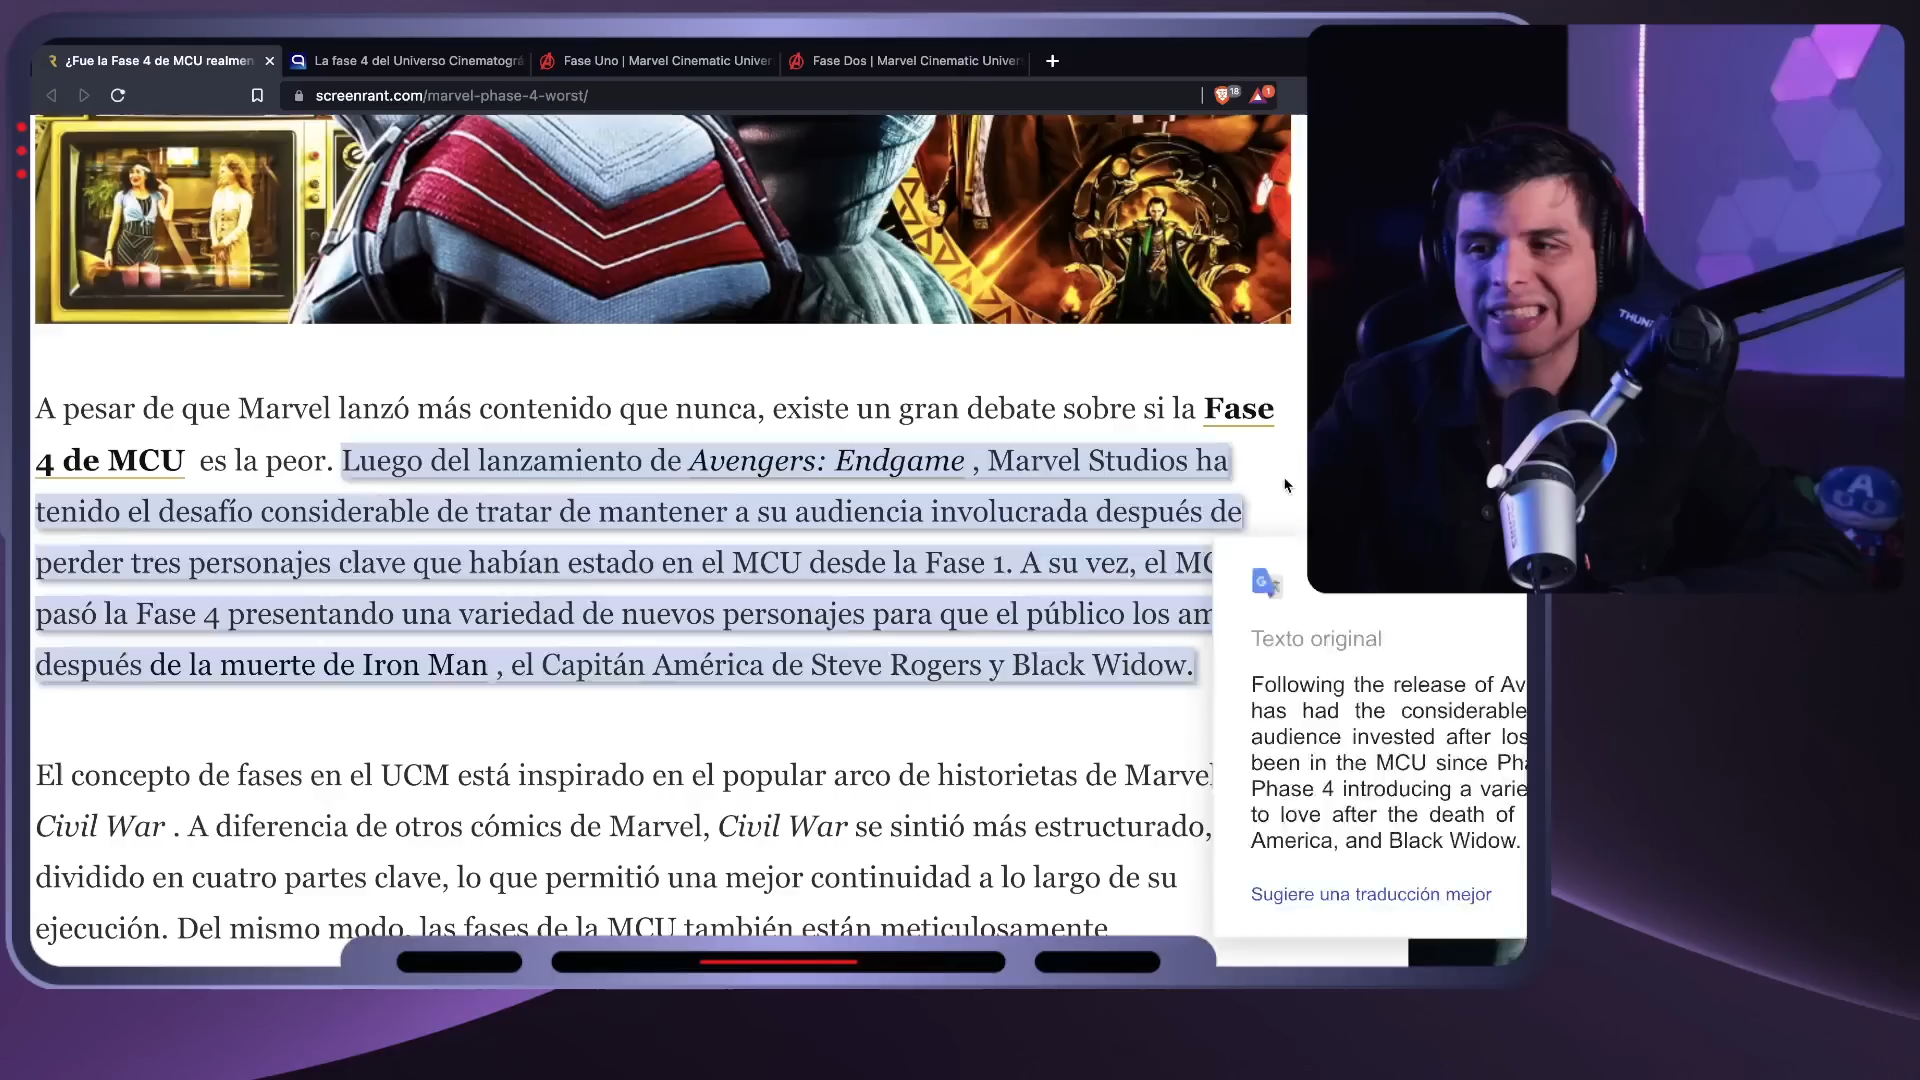 ¿Fue la Fase 4 de MCU realmen
La fase 4 del Universo Cinematográ
Fase Uno | Marvel Cinematic Univer
Fase Dos | Marvel Cinematic Univer
screenrant.com/marvel-phase-4-worst/
18
1
THUN
A pesar de que Marvel lanzó más contenido que nunca, existe un gran debate sobre si la Fase
4 de MCU es la peor. Luego del lanzamiento de Avengers: Endgame , Marvel Studios ha
tenido el desafío considerable de tratar de mantener a su audiencia involucrada después de
perder tres personajes clave que habían estado en el MCU desde la Fase 1. A su vez, el MC
pasó la Fase 4 presentando una variedad de nuevos personajes para que el público los am
después de la muerte de Iron Man , el Capitán América de Steve Rogers y Black Widow.
El concepto de fases en el UCM está inspirado en el popular arco de historietas de Marvel
Civil War . A diferencia de otros cómics de Marvel, Civil War se sintió más estructurado,
dividido en cuatro partes clave, lo que permitió una mejor continuidad a lo largo de su
ejecución. Del mismo modo, las fases de la MCU también están meticulosamente
Texto original
Following the release of Av
has had the considerable
audience invested after los
been in the MCU since Pha
Phase 4 introducing a varie
to love after the death of
America, and Black Widow.
Sugiere una traducción mejor
A